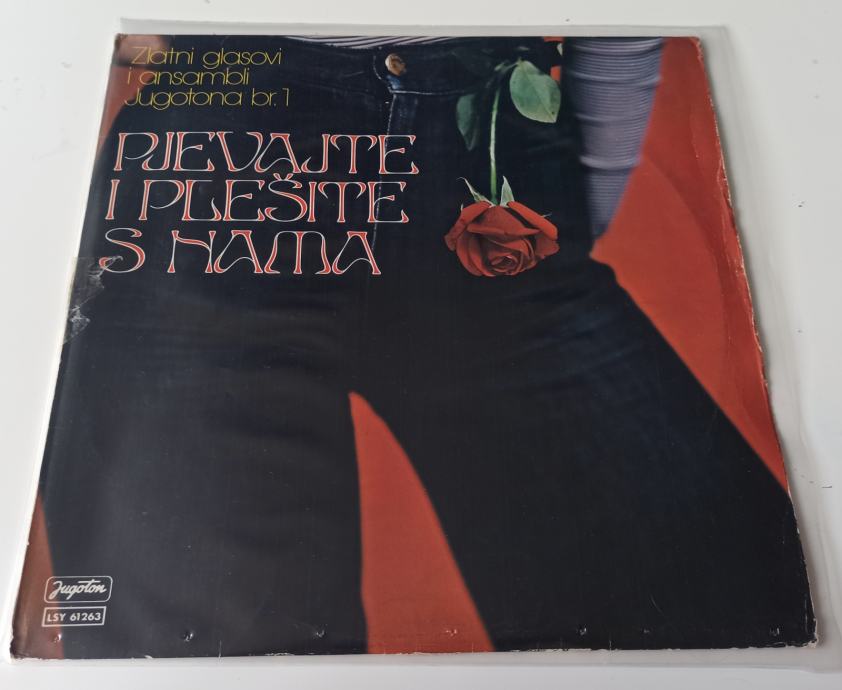 Zlatni glasovi
i ansambli
Jugotona br. 1
PJEVAJTE
I PLEŠITE
S NAMA
Jugoton
LSY 61263